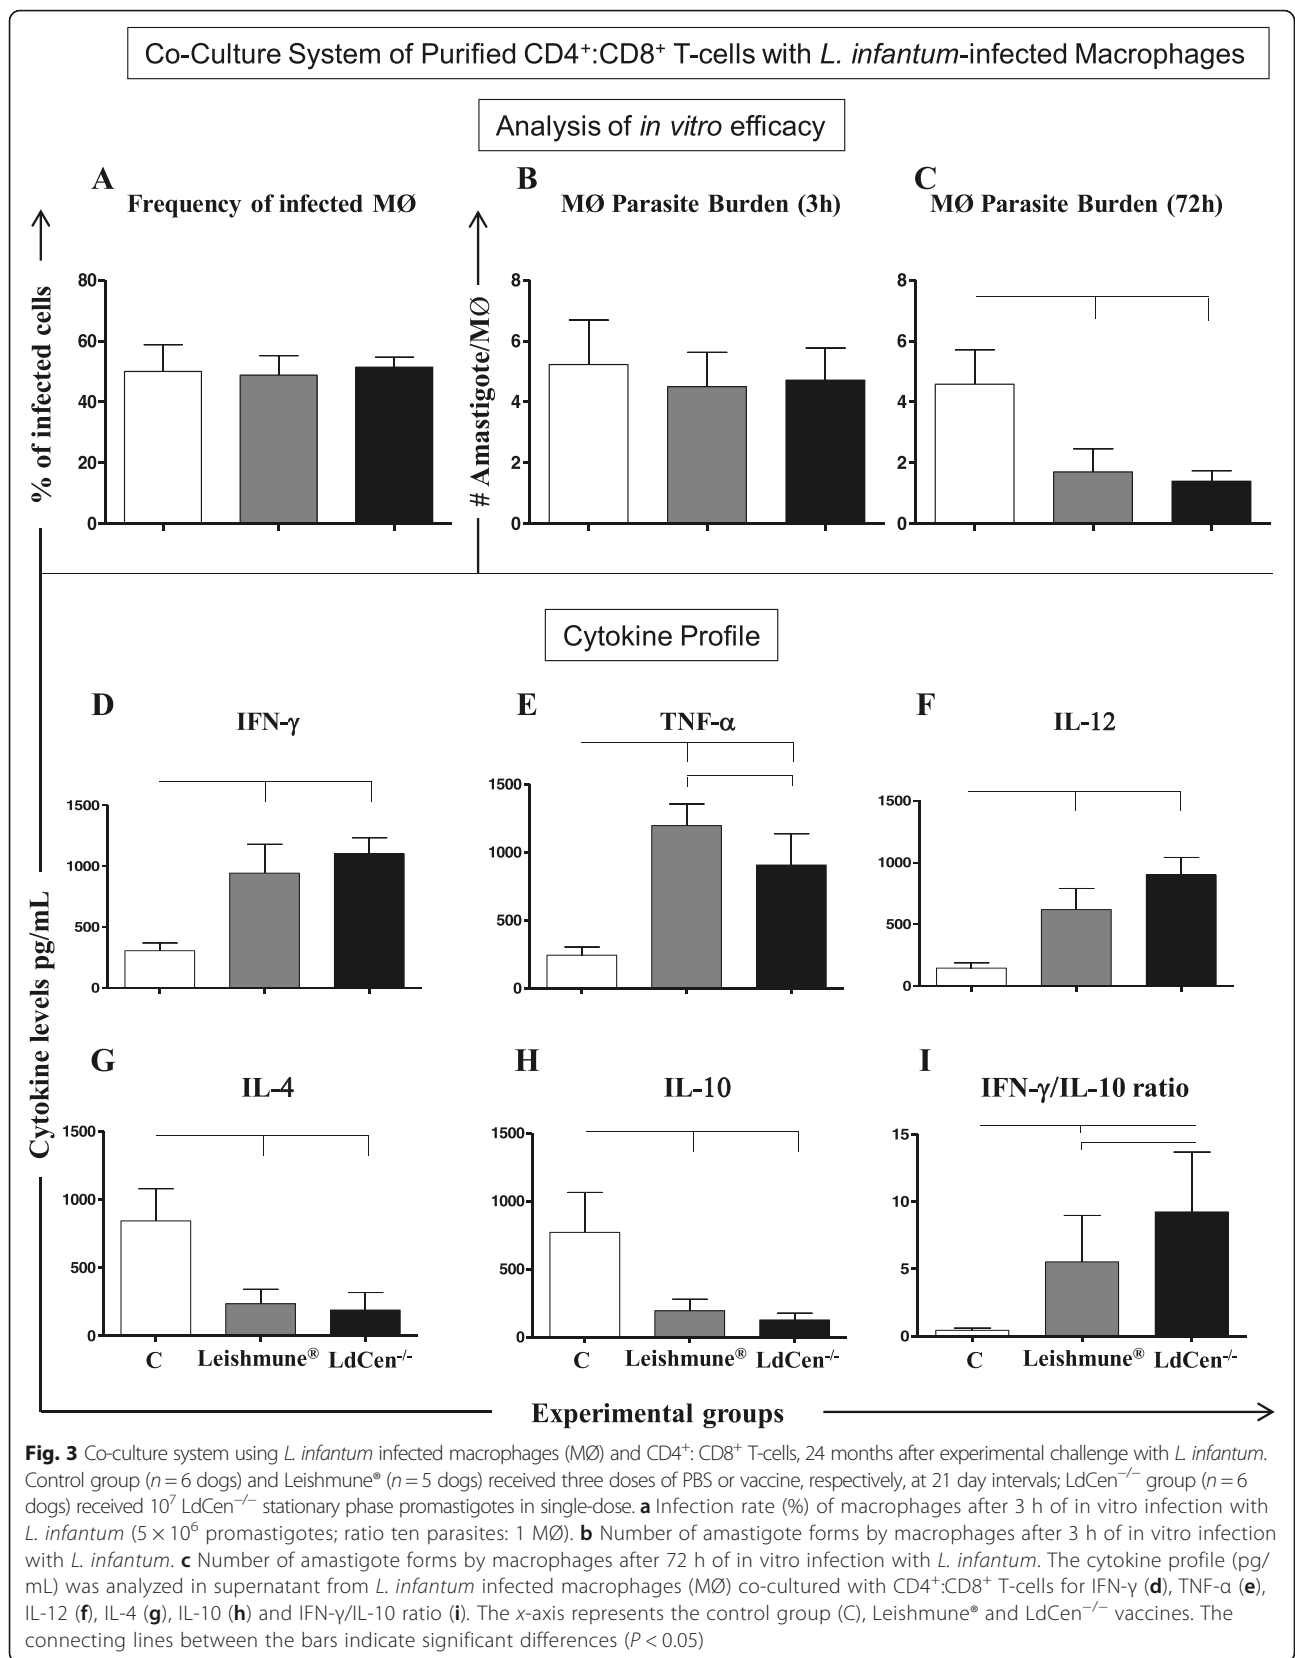 Co-Culture System of Purified CD4⁺:CD8⁺ T-cells with L. infantum-infected Macrophages
Analysis of in vitro efficacy
A
Frequency of infected MØ
B
MØ Parasite Burden (3h)
C
MØ Parasite Burden (72h)
% of infected cells
80
60
40
20
0
# Amastigote/MØ
8
6
4
2
0
8
6
4
2
0
Cytokine Profile
Cytokine levels pg/mL
D
IFN-γ
1500
1000
500
0
E
TNF-α
1500
1000
500
0
F
IL-12
1500
1000
500
0
G
IL-4
1500
1000
500
0
C Leishmune® LdCen⁻/⁻
H
IL-10
1500
1000
500
0
C Leishmune® LdCen⁻/⁻
I
IFN-γ/IL-10 ratio
15
10
5
0
C Leishmune® LdCen⁻/⁻
Experimental groups
Fig. 3 Co-culture system using L. infantum infected macrophages (MØ) and CD4⁺: CD8⁺ T-cells, 24 months after experimental challenge with L. infantum.
Control group (n = 6 dogs) and Leishmune® (n = 5 dogs) received three doses of PBS or vaccine, respectively, at 21 day intervals; LdCen⁻/⁻ group (n = 6
dogs) received 10⁷ LdCen⁻/⁻ stationary phase promastigotes in single-dose. a Infection rate (%) of macrophages after 3 h of in vitro infection with
L. infantum (5 × 10⁶ promastigotes; ratio ten parasites: 1 MØ). b Number of amastigote forms by macrophages after 3 h of in vitro infection
with L. infantum. c Number of amastigote forms by macrophages after 72 h of in vitro infection with L. infantum. The cytokine profile (pg/
mL) was analyzed in supernatant from L. infantum infected macrophages (MØ) co-cultured with CD4⁺:CD8⁺ T-cells for IFN-γ (d), TNF-α (e),
IL-12 (f), IL-4 (g), IL-10 (h) and IFN-γ/IL-10 ratio (i). The x-axis represents the control group (C), Leishmune® and LdCen⁻/⁻ vaccines. The
connecting lines between the bars indicate significant differences (P < 0.05)